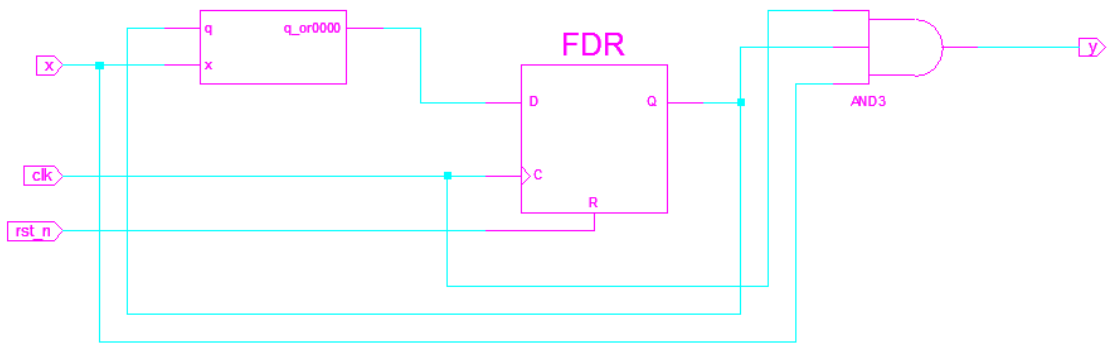 q
q_or0000
x
x
FDR
D
Q
AND3
y
clk
C
R
rst_n